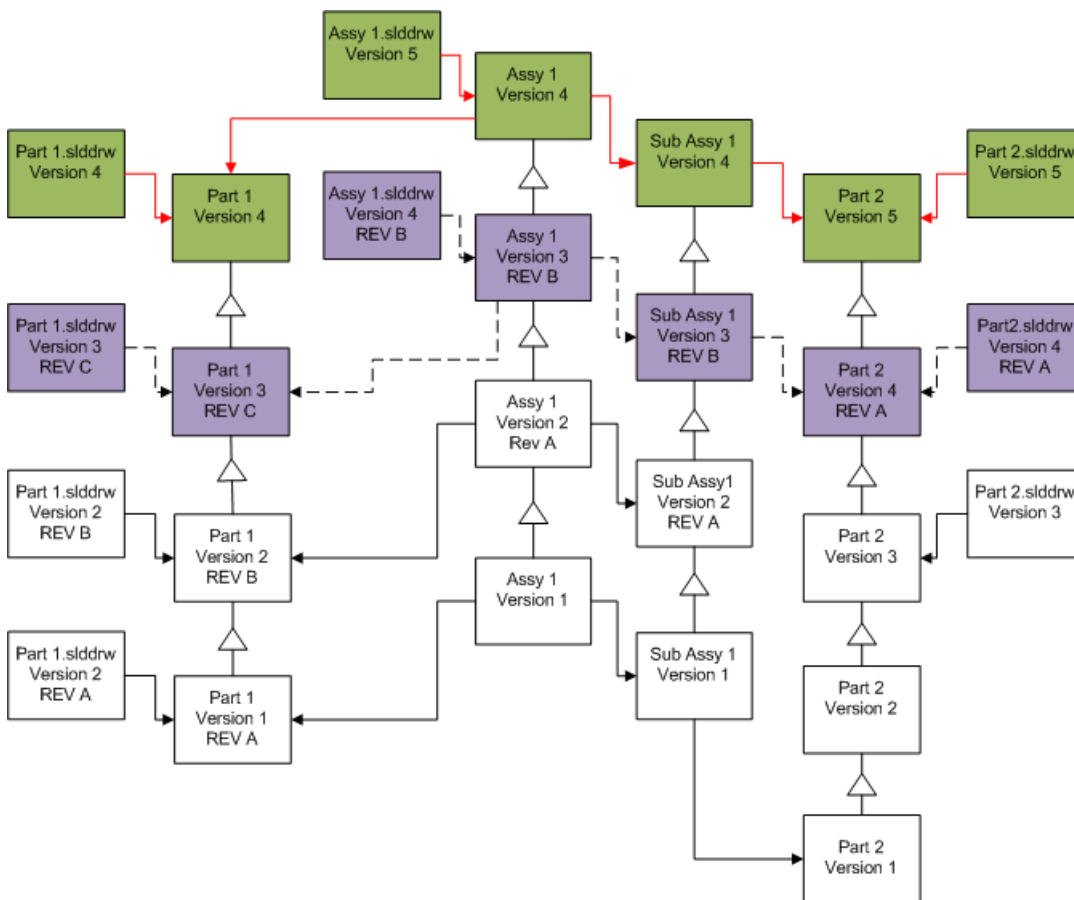 Assy 1.slddrw
Version 5
Assy 1
Version 4
Part 1.slddrw
Version 4
Part 1
Version 4
Sub Assy 1
Version 4
Part 2
Version 5
Part 2.slddrw
Version 5
Assy 1.slddrw
Version 4
REV B
Assy 1
Version 3
REV B
Part 1.slddrw
Version 3
REV C
Part 1
Version 3
REV C
Sub Assy 1
Version 3
REV B
Part 2
Version 4
REV A
Part2.slddrw
Version 4
REV A
Assy 1
Version 2
Rev A
Part 1.slddrw
Version 2
REV B
Part 1
Version 2
REV B
Sub Assy1
Version 2
REV A
Part 2
Version 3
Part 2.slddrw
Version 3
Assy 1
Version 1
Part 1.slddrw
Version 2
REV A
Part 1
Version 1
REV A
Sub Assy 1
Version 1
Part 2
Version 2
Part 2
Version 1